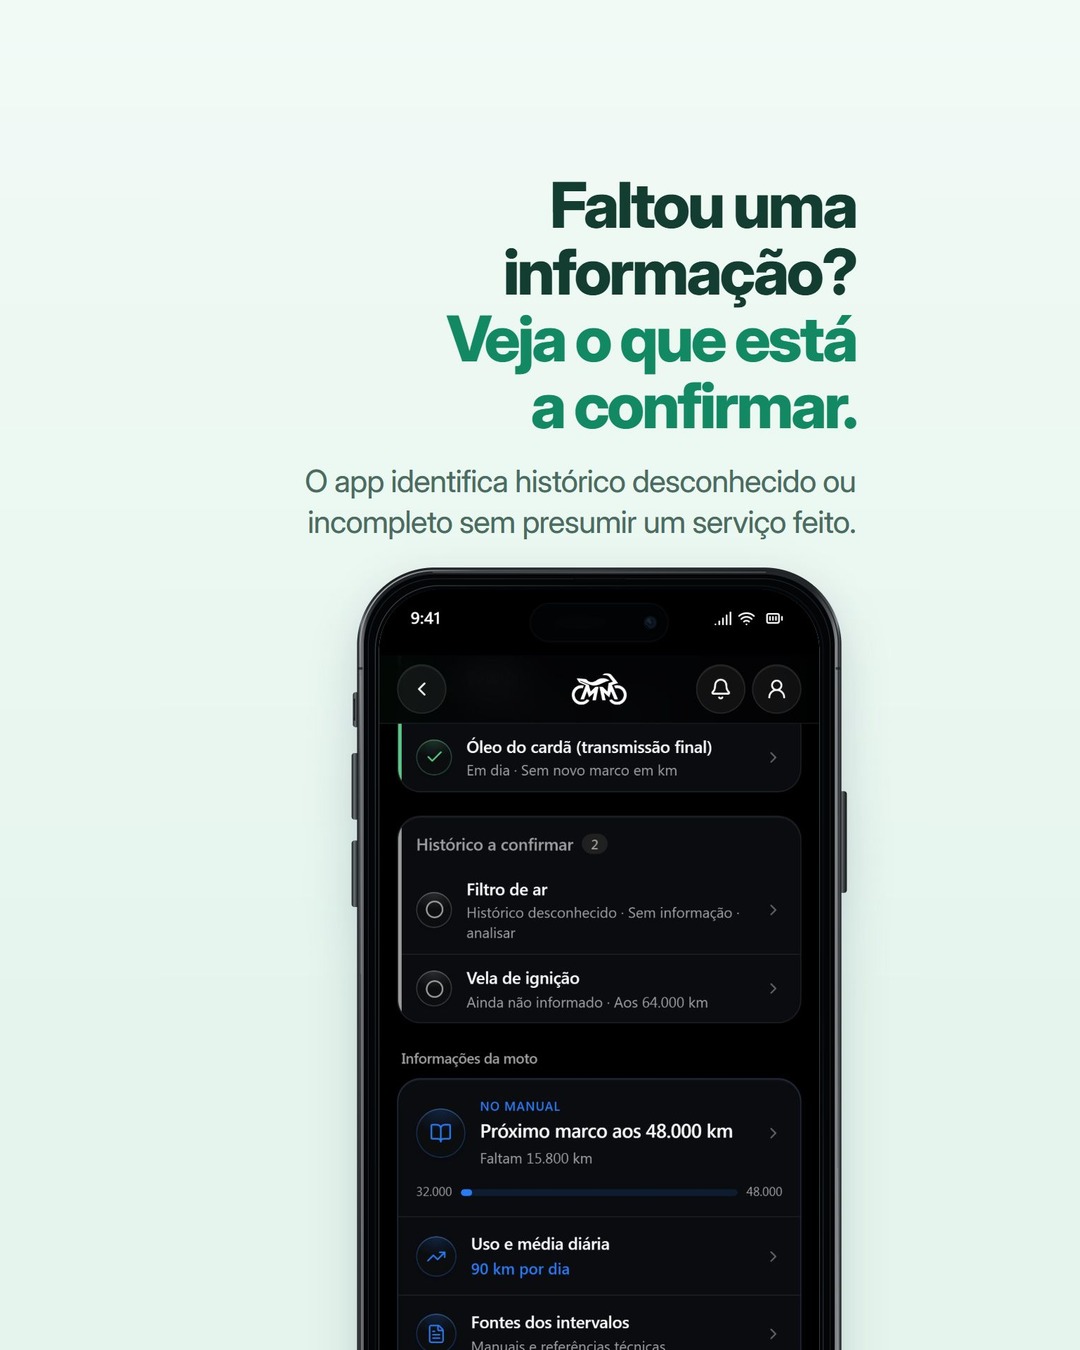 Faltou uma
informação?
Veja o que está
a confirmar.
O app identifica histórico desconhecido ou
incompleto sem presumir um serviço feito.
9:41
MM
Óleo do cardã (transmissão final)
Em dia · Sem novo marco em km
Histórico a confirmar 2
Filtro de ar
Histórico desconhecido · Sem informação ·
analisar
Vela de ignição
Ainda não informado · Aos 64.000 km
Informações da moto
NO MANUAL
Próximo marco aos 48.000 km
Faltam 15.800 km
32.000 48.000
Uso e média diária
90 km por dia
Fontes dos intervalos
Manuais e referências técnicas